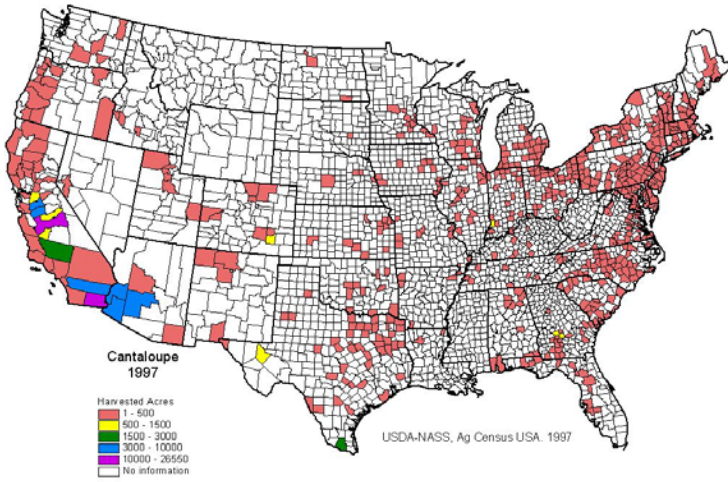 Cantaloupe
1997
Harvested Acres
1 - 500
500 - 1500
1500 - 3000
3000 - 10000
10000 - 26550
No information
USDA-NASS, Ag Census USA. 1997